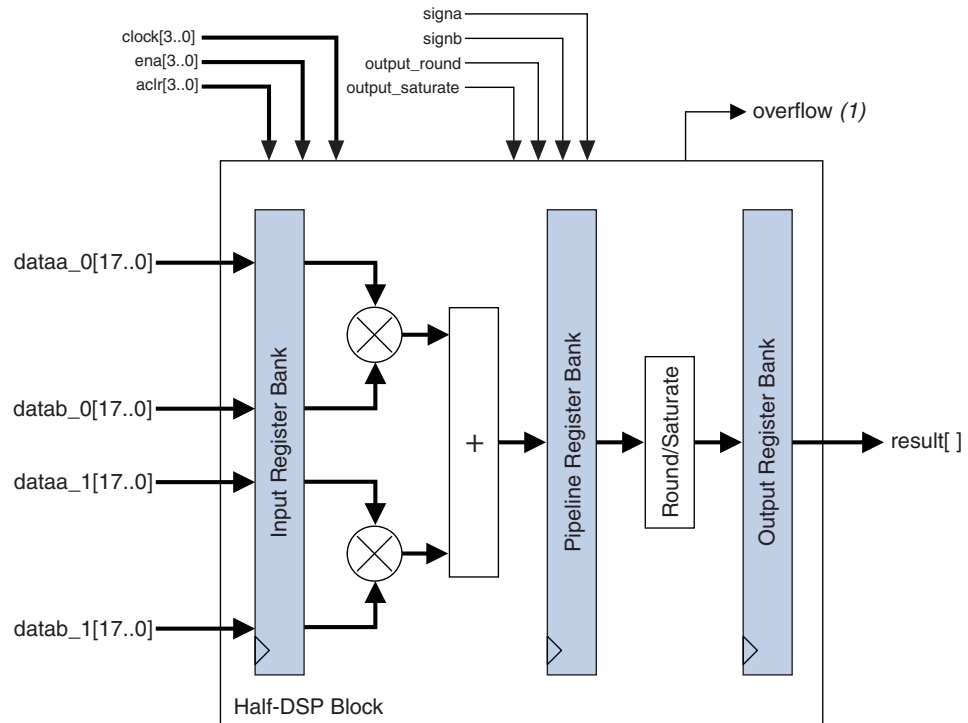 signa
clock[3..0]
signb
ena[3..0]
output_round
aclr[3..0]
output_saturate
overflow (1)
dataa_0[17..0]
datab_0[17..0]
dataa_1[17..0]
datab_1[17..0]
Input Register Bank
+
Pipeline Register Bank
Round/Saturate
Output Register Bank
result[ ]
Half-DSP Block